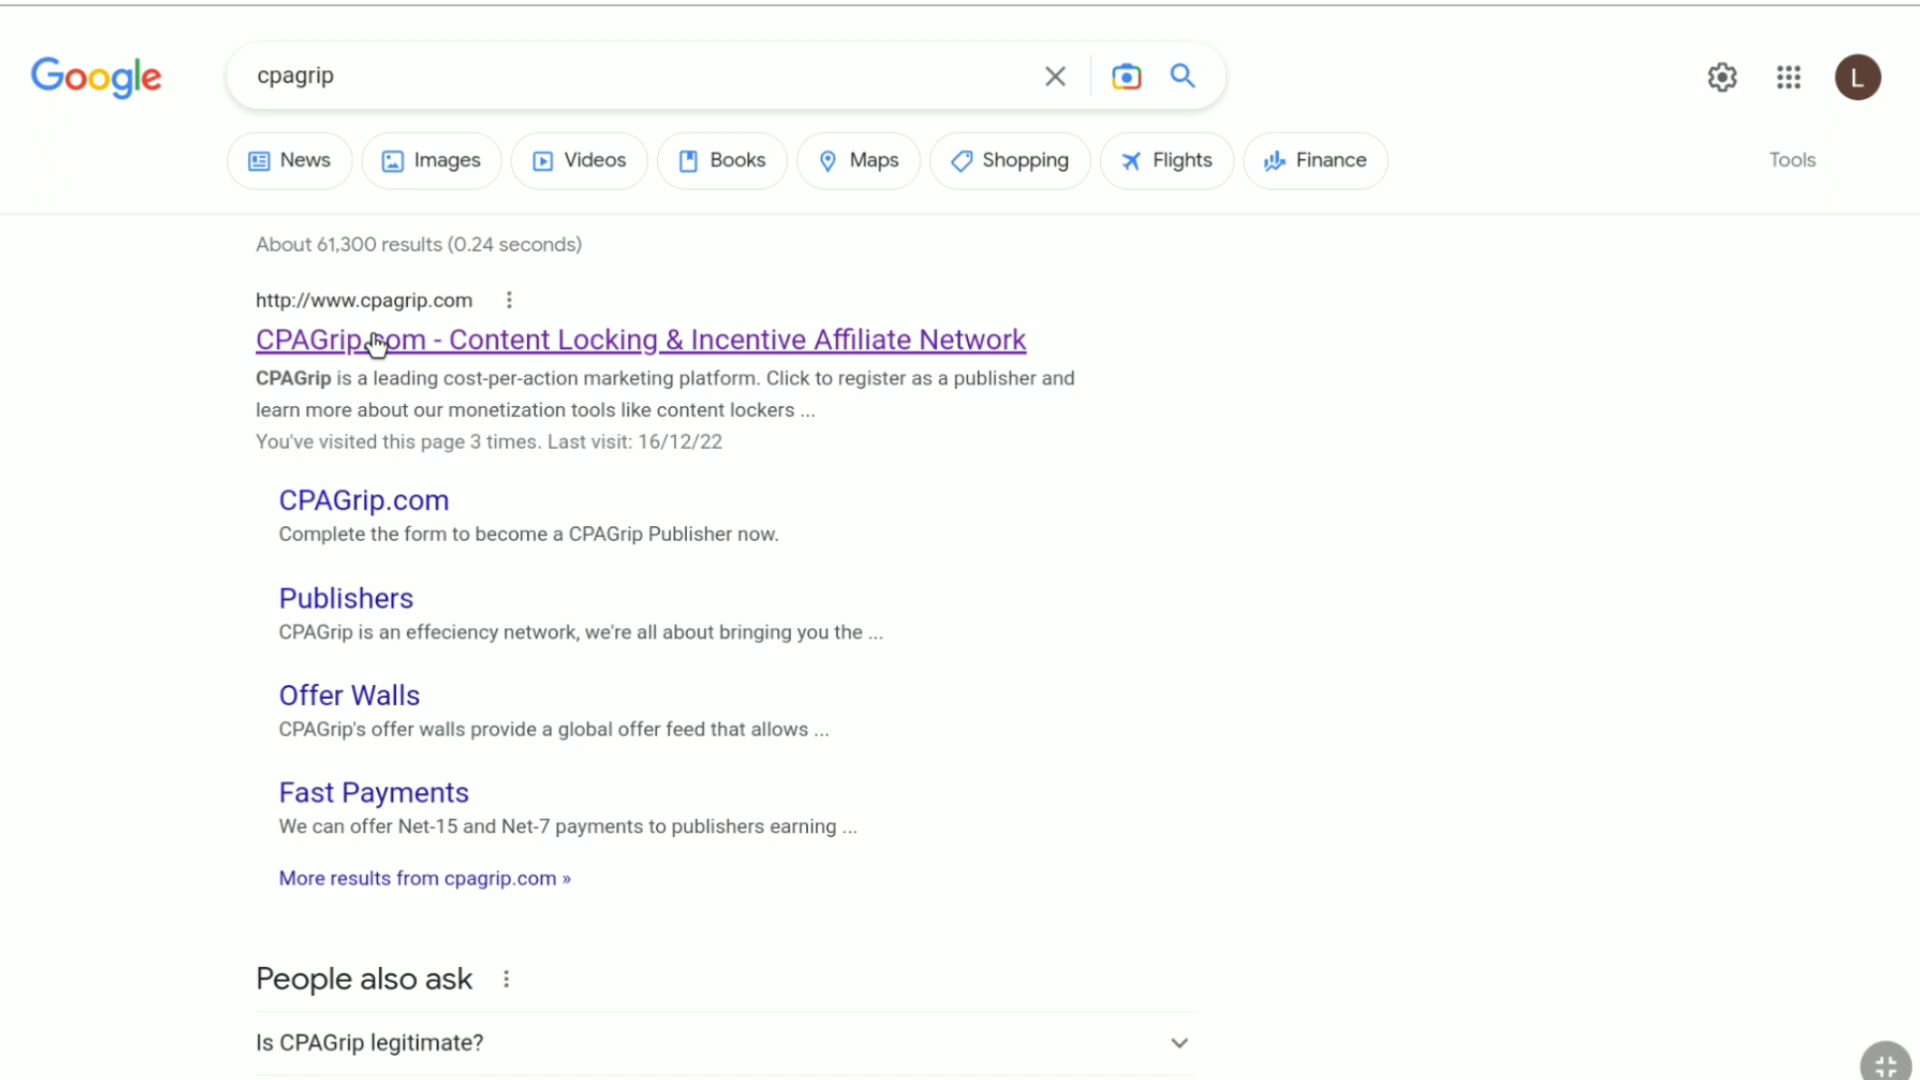 Google
cpagrip
L
News
Images
Videos
Books
Maps
Shopping
Flights
Finance
Tools
About 61,300 results (0.24 seconds)
http://www.cpagrip.com
CPAGrip.com - Content Locking & Incentive Affiliate Network
CPAGrip is a leading cost-per-action marketing platform. Click to register as a publisher and
learn more about our monetization tools like content lockers ...
You've visited this page 3 times. Last visit: 16/12/22
CPAGrip.com
Complete the form to become a CPAGrip Publisher now.
Publishers
CPAGrip is an effeciency network, we're all about bringing you the ...
Offer Walls
CPAGrip's offer walls provide a global offer feed that allows ...
Fast Payments
We can offer Net-15 and Net-7 payments to publishers earning ...
More results from cpagrip.com »
People also ask
Is CPAGrip legitimate?